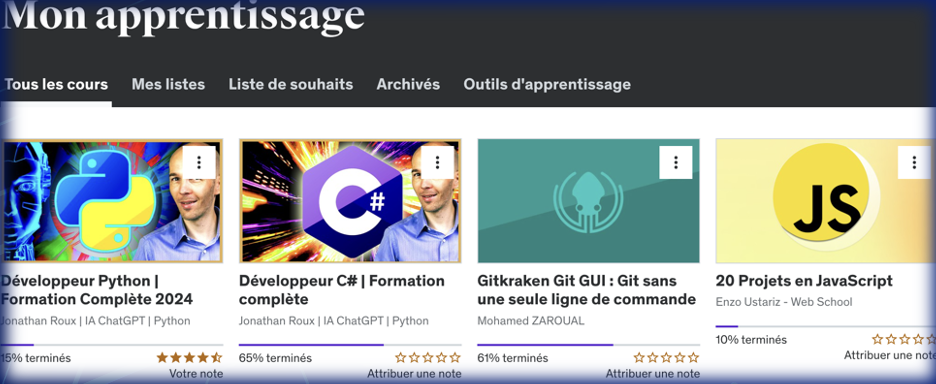 Mon apprentissage
Tous les cours
Mes listes
Liste de souhaits
Archivés
Outils d'apprentissage
C#
JS
Développeur Python |
Formation Complète 2024
Jonathan Roux | IA ChatGPT | Python
15% terminés
Votre note
Développeur C# | Formation
complète
Jonathan Roux | IA ChatGPT | Python
65% terminés
Attribuer une note
Gitkraken Git GUI : Git sans
une seule ligne de commande
Mohamed ZAROUAL
61% terminés
Attribuer une note
20 Projets en JavaScript
Enzo Ustariz - Web School
10% terminés
Attribuer une note